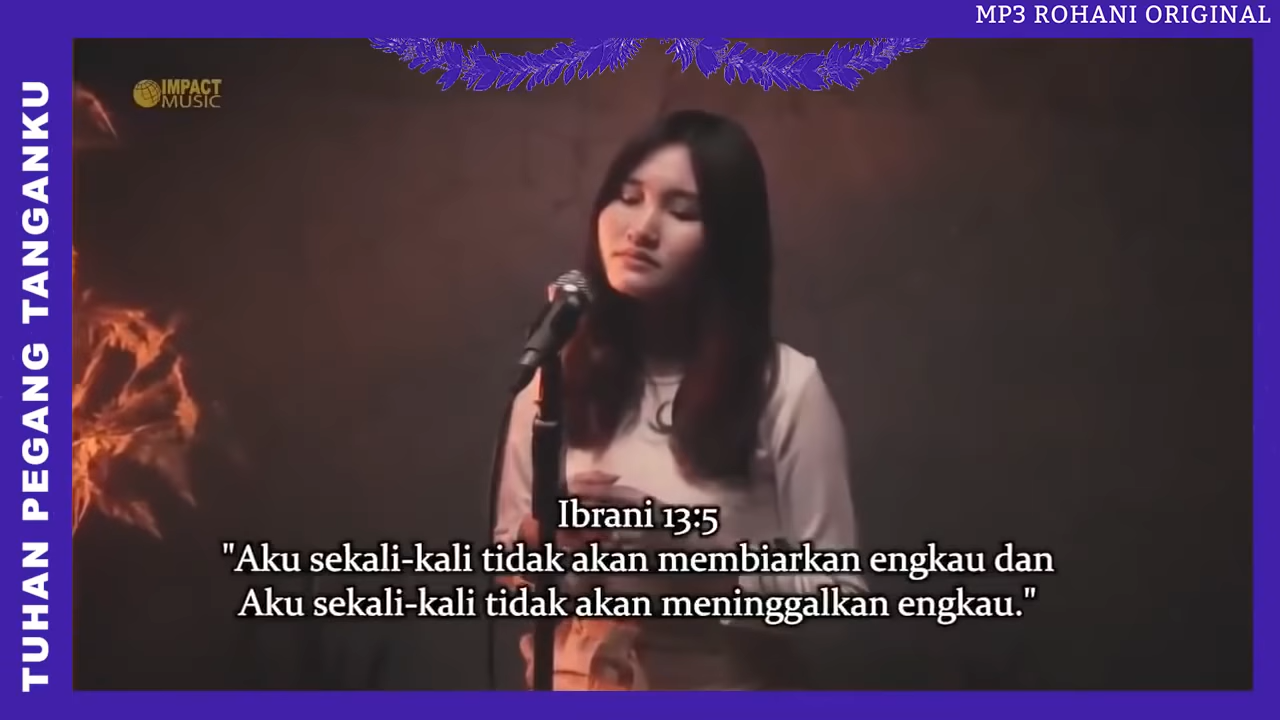 MP3 ROHANI ORIGINAL
IMPACT
MUSIC
TUHAN PEGANG TANGANKU
Ibrani 13:5
"Aku sekali-kali tidak akan membiarkan engkau dan
Aku sekali-kali tidak akan meninggalkan engkau."